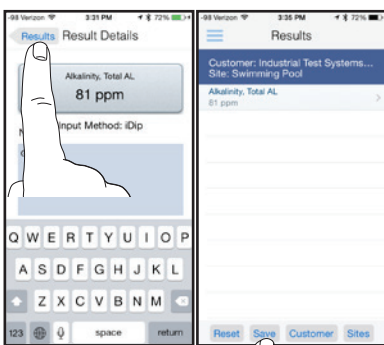 -98 Verizon 3:31 PM 72%
Results Result Details
Alkalinity, Total AL
81 ppm
Input Method: iDip
Q W E R T Y U I O P
A S D F G H J K L
Z X C V B N M
123 space return
-98 Verizon 3:35 PM 72%
Results
Customer: Industrial Test Systems...
Site: Swimming Pool
Alkalinity, Total AL
81 ppm
Reset Save Customer Sites